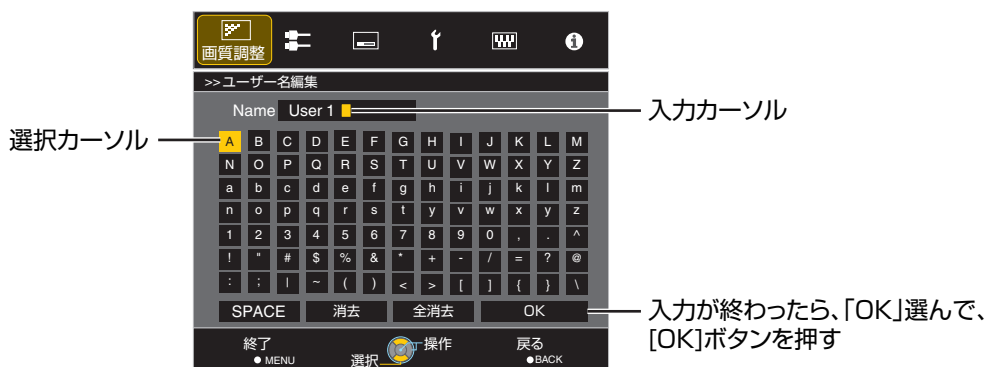 画質調整
>>ユーザー名編集
Name User 1
入力カーソル
選択カーソル
A B C D E F G H I J K L M
N O P Q R S T U V W X Y Z
a b c d e f g h i j k l m
n o p q r s t y v w x y z
1 2 3 4 5 6 7 8 9 0 , . ^
! " # $ % & * + - / = ? @
: ; | ~ ( ) < > [ ] { } \
SPACE 消去 全消去 OK
入力が終わったら、「OK」選んで、
[OK]ボタンを押す
終了 操作 戻る
MENU 選択 BACK